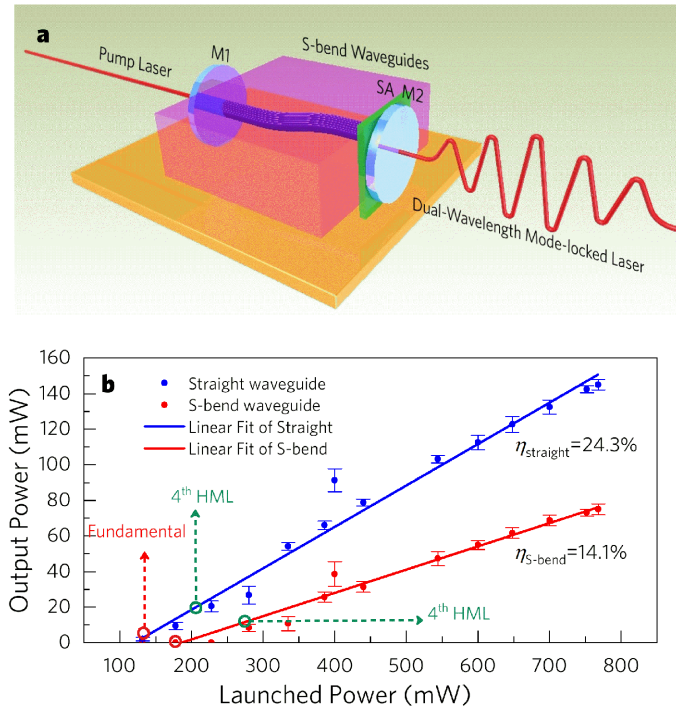 a
Pump Laser
M1
S-bend Waveguides
SA M2
Dual-Wavelength Mode-locked Laser
b
Output Power (mW)
160
140
120
100
80
60
40
20
0
Straight waveguide
S-bend waveguide
Linear Fit of Straight
Linear Fit of S-bend
4th HML
Fundamental
4th HML
ηstraight=24.3%
ηS-bend=14.1%
100 200 300 400 500 600 700 800
Launched Power (mW)